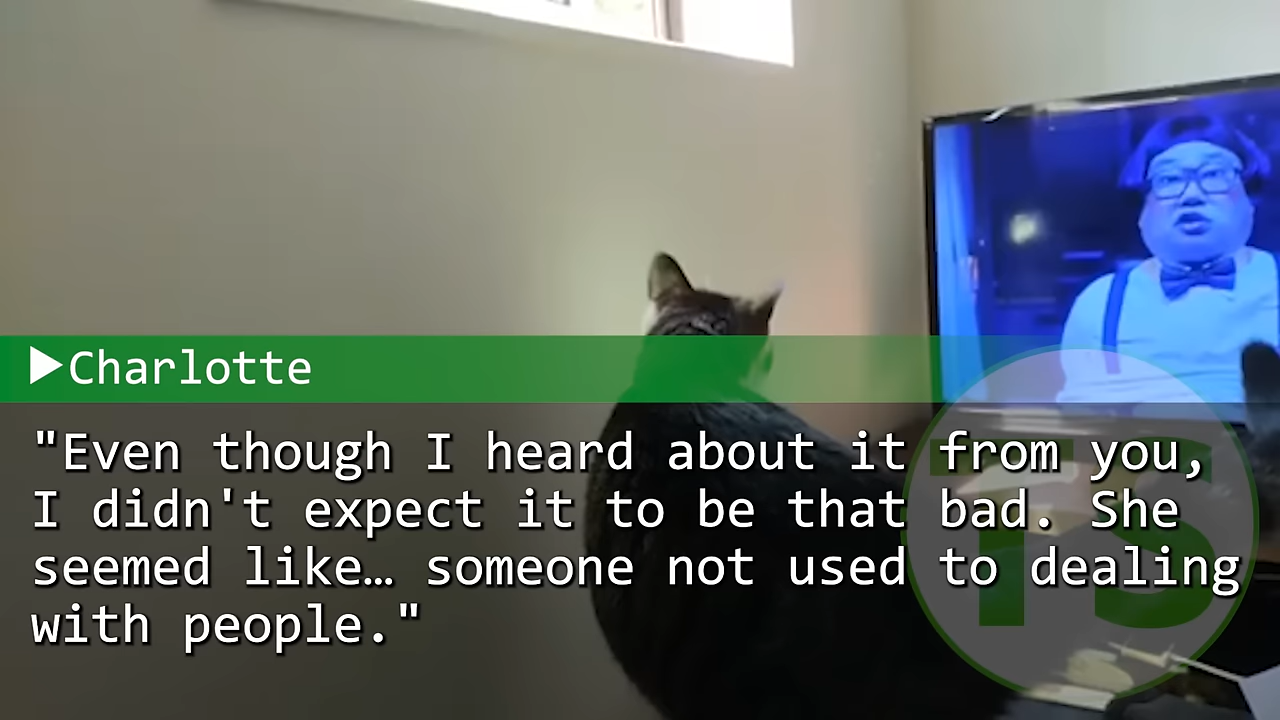 ▶Charlotte
"Even though I heard about it from you,
I didn't expect it to be that bad. She
seemed like… someone not used to dealing
with people."
TS